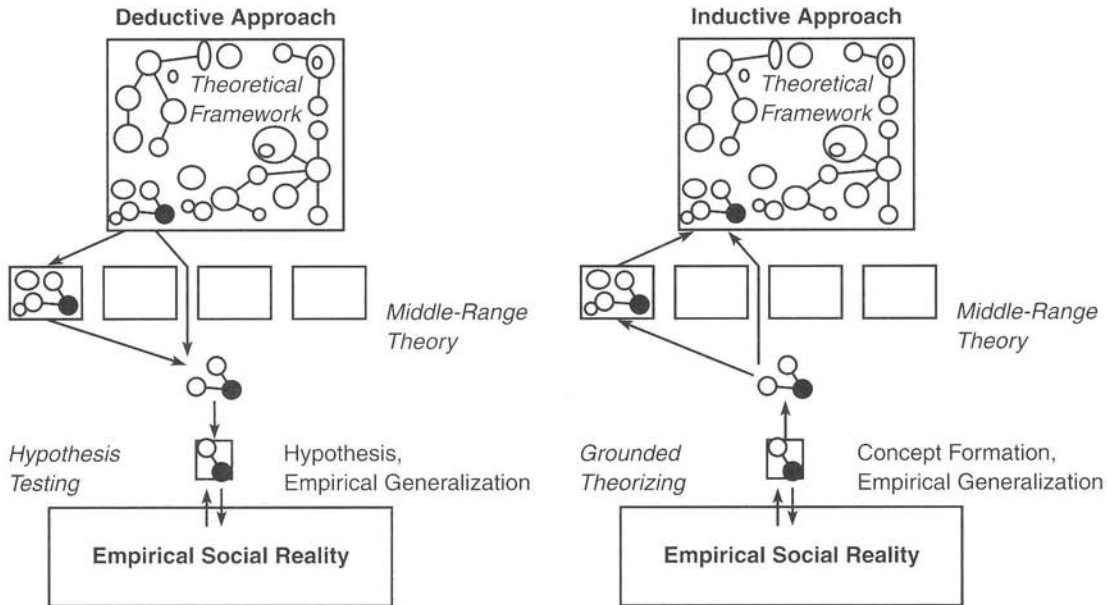 Deductive Approach
Theoretical
Framework
Middle-Range
Theory
Hypothesis
Testing
Hypothesis,
Empirical Generalization
Empirical Social Reality
Inductive Approach
Theoretical
Framework
Middle-Range
Theory
Grounded
Theorizing
Concept Formation,
Empirical Generalization
Empirical Social Reality